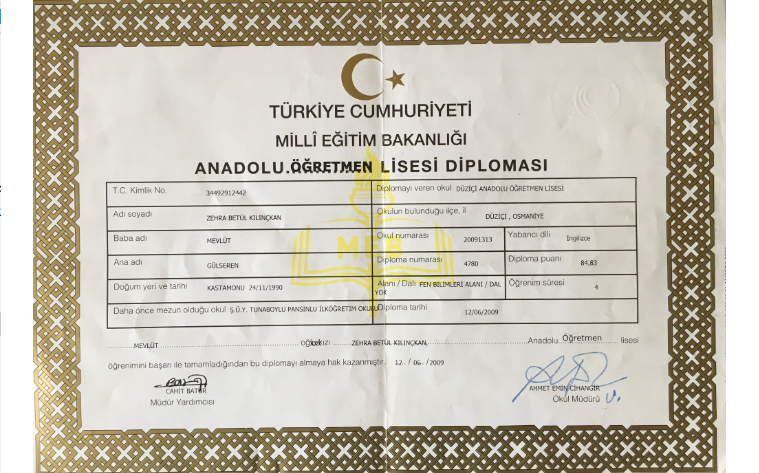 TÜRKİYE CUMHURİYETİ
MİLLÎ EĞİTİM BAKANLIĞI
ANADOLU ÖĞRETMEN LİSESİ DİPLOMASI
T.C. Kimlik No. 34492912442 Diplomayı veren okul DÜZİÇİ ANADOLU ÖĞRETMEN LİSESİ
Adı soyadı ZEHRA BETÜL KILINÇKAN Okulun bulunduğu ilçe, il DÜZİÇİ , OSMANİYE
Baba adı MEVLÜT Okul numarası 20091313 Yabancı dili İngilizce
Ana adı GÜLSEREN Diploma numarası 4780 Diploma puanı 84,83
Doğum yeri ve tarihi KASTAMONU 24/11/1990 Alanı / Dalı FEN BİLİMLERİ ALANI / DAL YOK Öğrenim süresi 4
Daha önce mezun olduğu okul Ş.Ü.Y. TUNABOYLU PANSİNLU İLKÖĞRETİM OKULU Diploma tarihi 12/06/2009
MEVLÜT kızı ZEHRA BETÜL KILINÇKAN, Anadolu Öğretmen lisesi
öğrenimini başarı ile tamamladığından bu diplomayı almaya hak kazanmıştır. 12 / 06 /2009
CAHİT BATER
Müdür Yardımcısı
AHMET EMİN CİHANGİR
Okul Müdürü
MEB